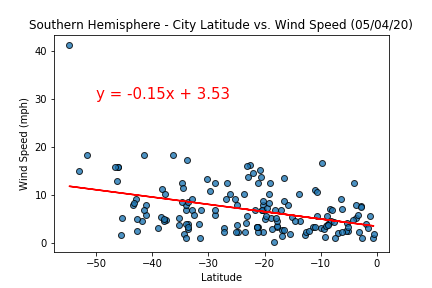 Southern Hemisphere - City Latitude vs. Wind Speed (05/04/20)
40
y = -0.15x + 3.53
30
20
10
0
Wind Speed (mph)
−50 −40 −30 −20 −10 0
Latitude